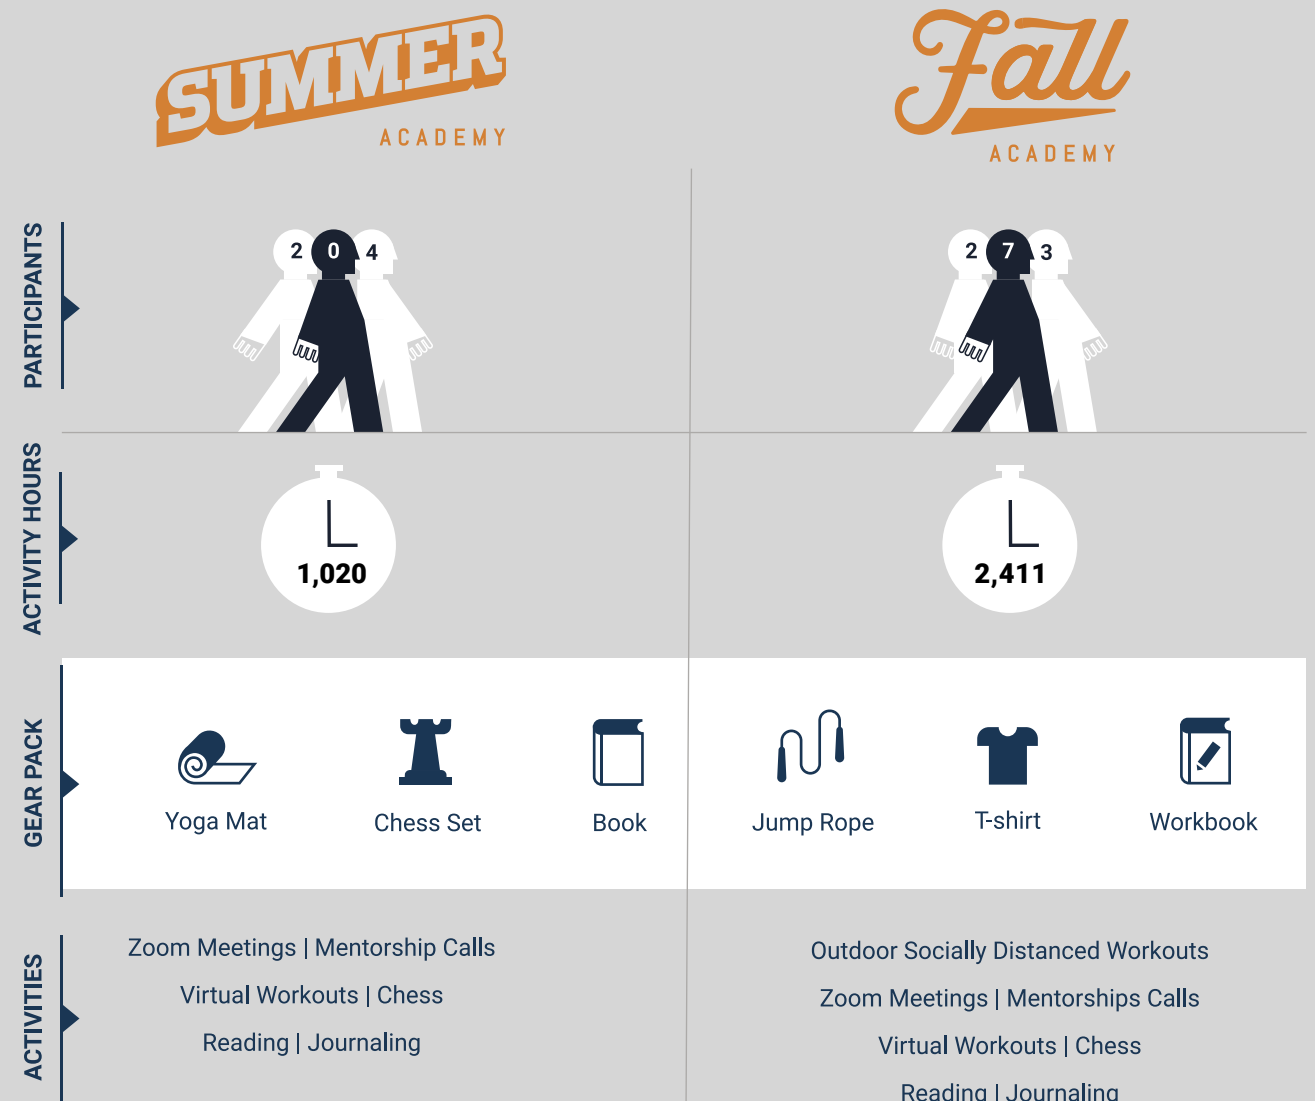 SUMMER
ACADEMY
Fall
ACADEMY
PARTICIPANTS
2 0 4
2 7 3
ACTIVITY HOURS
1,020
2,411
GEAR PACK
Yoga Mat
Chess Set
Book
Jump Rope
T-shirt
Workbook
ACTIVITIES
Zoom Meetings | Mentorship Calls
Virtual Workouts | Chess
Reading | Journaling
Outdoor Socially Distanced Workouts
Zoom Meetings | Mentorships Calls
Virtual Workouts | Chess
Reading | Journaling